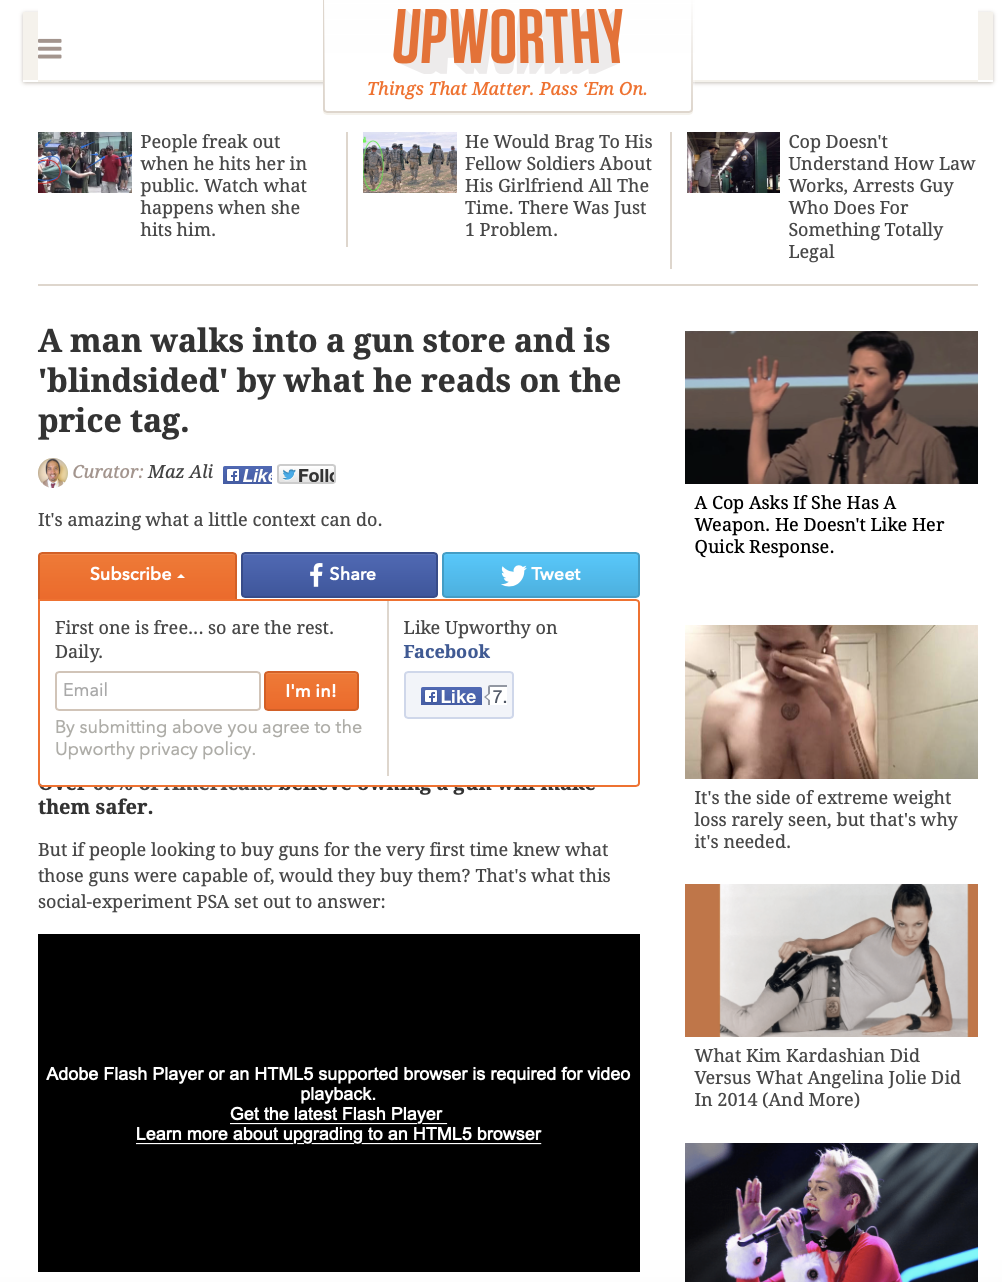 UPWORTHY
Things That Matter. Pass ‘Em On.
People freak out
when he hits her in
public. Watch what
happens when she
hits him.
He Would Brag To His
Fellow Soldiers About
His Girlfriend All The
Time. There Was Just
1 Problem.
Cop Doesn't
Understand How Law
Works, Arrests Guy
Who Does For
Something Totally
Legal
A man walks into a gun store and is
'blindsided' by what he reads on the
price tag.
Curator: Maz Ali Like Follo
It's amazing what a little context can do.
Subscribe Share Tweet
First one is free... so are the rest.
Daily.
Email I'm in!
By submitting above you agree to the
Upworthy privacy policy.
Like Upworthy on
Facebook
Like 7.
Over 60% of Americans believe owning a gun will make
them safer.
But if people looking to buy guns for the very first time knew what
those guns were capable of, would they buy them? That's what this
social-experiment PSA set out to answer:
Adobe Flash Player or an HTML5 supported browser is required for video
playback.
Get the latest Flash Player
Learn more about upgrading to an HTML5 browser
A Cop Asks If She Has A
Weapon. He Doesn't Like Her
Quick Response.
It's the side of extreme weight
loss rarely seen, but that's why
it's needed.
What Kim Kardashian Did
Versus What Angelina Jolie Did
In 2014 (And More)